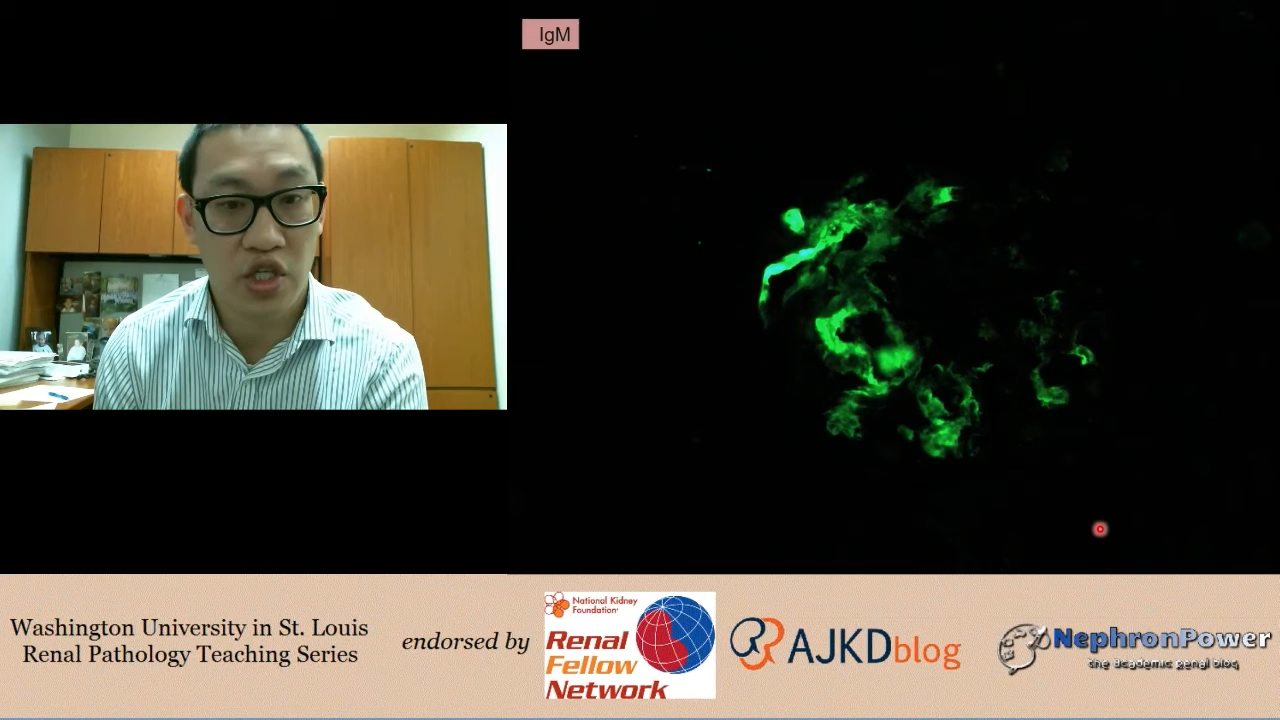 IgM
Washington University in St. Louis
Renal Pathology Teaching Series
endorsed by
National Kidney
Foundation
Renal
Fellow
Network
AJKDblog
NephronPower
the academic renal blog